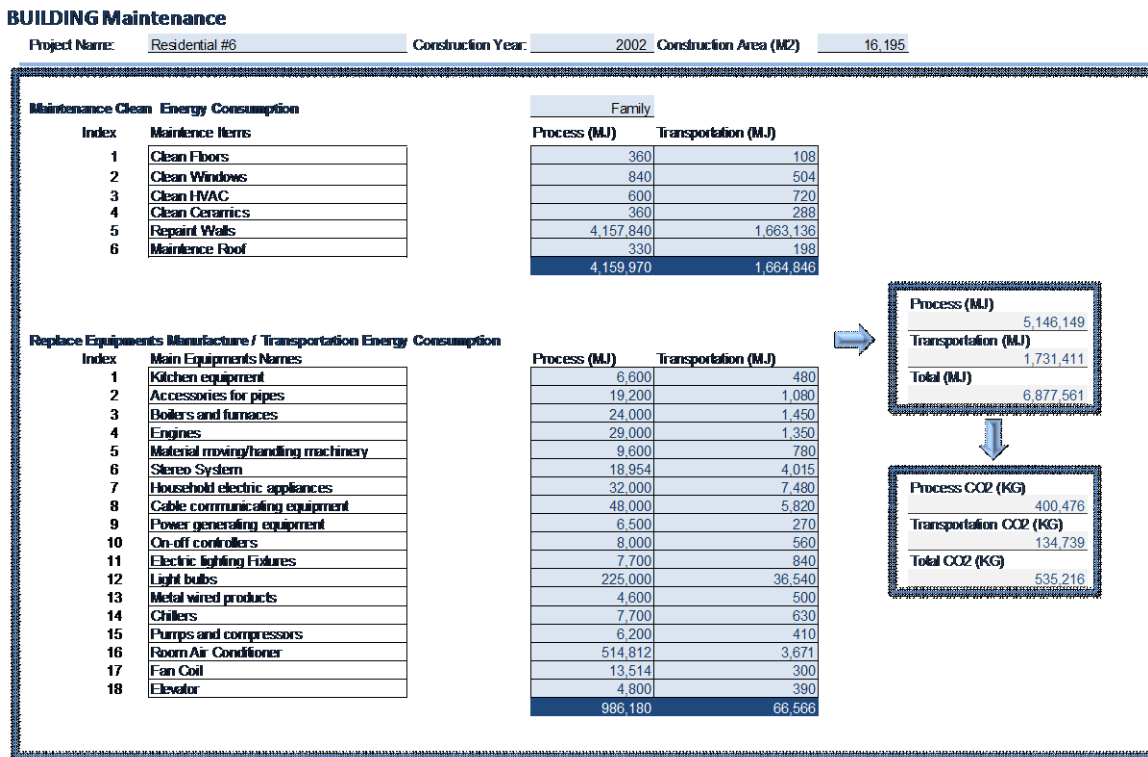 BUILDING Maintenance
Project Name: Residential #6 Construction Year: 2002 Construction Area (M2) 16,195
Maintenance Clean Energy Consumption Family
Index Maintence Items Process (MJ) Transportation (MJ)
1 Clean Floors 360 108
2 Clean Windows 840 504
3 Clean HVAC 600 720
4 Clean Ceramics 360 288
5 Repaint Walls 4,157,840 1,663,136
6 Maintence Roof 330 198
4,159,970 1,664,846
Replace Equipments Manufacture / Transportation Energy Consumption
Index Main Equipments Names Process (MJ) Transportation (MJ)
1 Kitchen equipment 6,600 480
2 Accessories for pipes 19,200 1,080
3 Boilers and furnaces 24,000 1,450
4 Engines 29,000 1,350
5 Material moving/handling machinery 9,600 780
6 Stereo System 18,954 4,015
7 Household electric appliances 32,000 7,480
8 Cable communicating equipment 48,000 5,820
9 Power generating equipment 6,500 270
10 On-off controllers 8,000 560
11 Electric lighting Fixtures 7,700 840
12 Light bulbs 225,000 36,540
13 Metal wired products 4,600 500
14 Chillers 7,700 630
15 Pumps and compressors 6,200 410
16 Room Air Conditioner 514,812 3,671
17 Fan Coil 13,514 300
18 Elevator 4,800 390
986,180 66,566
Process (MJ)
5,146,149
Transportation (MJ)
1,731,411
Total (MJ)
6,877,561
Process CO2 (KG)
400,476
Transportation CO2 (KG)
134,739
Total CO2 (KG)
535,216